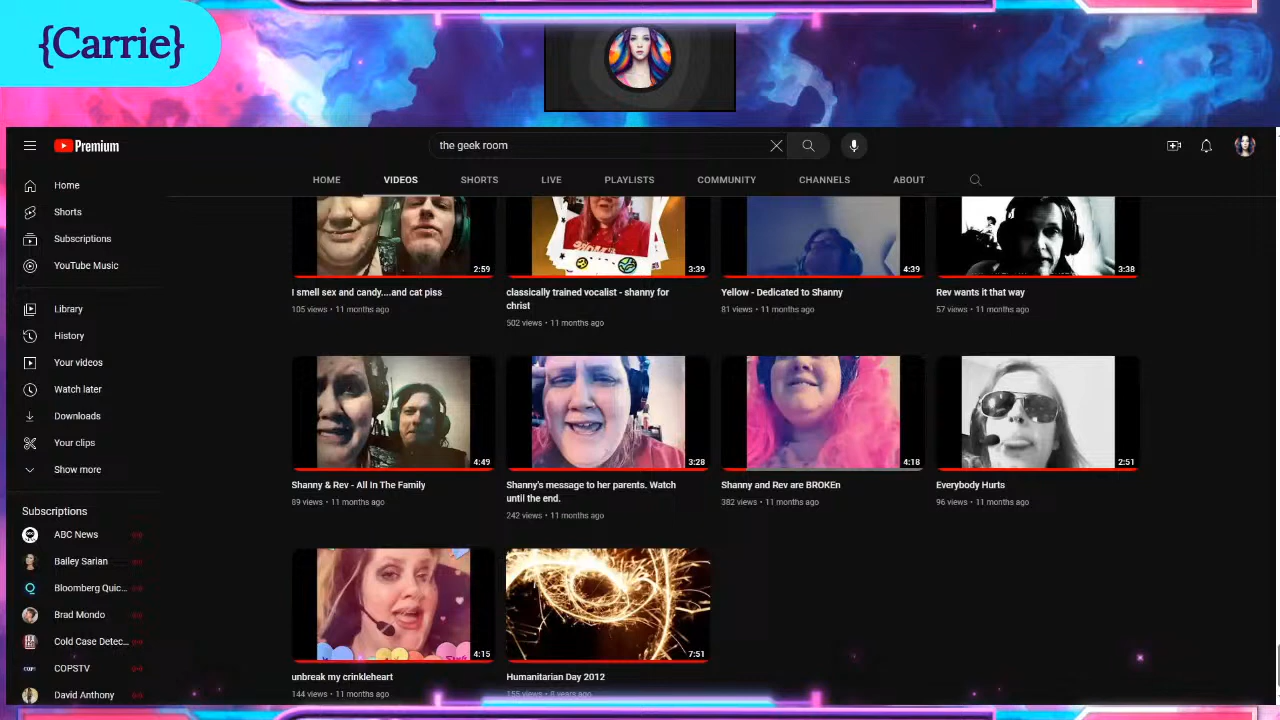 {Carrie}
Premium
the geek room
HOME
VIDEOS
SHORTS
LIVE
PLAYLISTS
COMMUNITY
CHANNELS
ABOUT
Home
Shorts
Subscriptions
YouTube Music
Library
History
Your videos
Watch later
Downloads
Your clips
Show more
Subscriptions
ABC News
Bailey Sarian
Bloomberg Quic...
Brad Mondo
Cold Case Detec...
COPSTV
David Anthony
2:59
3:39
4:39
3:38
I smell sex and candy....and cat piss
105 views • 11 months ago
classically trained vocalist - shanny for
christ
502 views • 11 months ago
Yellow - Dedicated to Shanny
81 views • 11 months ago
Rev wants it that way
57 views • 11 months ago
4:49
3:28
4:18
2:51
Shanny & Rev - All In The Family
89 views • 11 months ago
Shanny's message to her parents. Watch
until the end.
242 views • 11 months ago
Shanny and Rev are BROKEn
382 views • 11 months ago
Everybody Hurts
96 views • 11 months ago
4:15
7:51
unbreak my crinkleheart
144 views • 11 months ago
Humanitarian Day 2012
155 views • 8 years ago